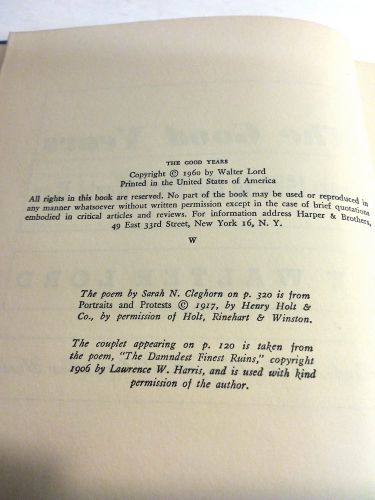 THE GOOD YEARS
Copyright © 1960 by Walter Lord
Printed in the United States of America
All rights in this book are reserved. No part of the book may be used or reproduced in
any manner whatsoever without written permission except in the case of brief quotations
embodied in critical articles and reviews. For information address Harper & Brothers,
49 East 33rd Street, New York 16, N. Y.
W
The poem by Sarah N. Cleghorn on p. 320 is from
Portraits and Protests © 1917, by Henry Holt &
Co., by permission of Holt, Rinehart & Winston.
The couplet appearing on p. 120 is taken from
the poem, "The Damndest Finest Ruins," copyright
1906 by Lawrence W. Harris, and is used with kind
permission of the author.